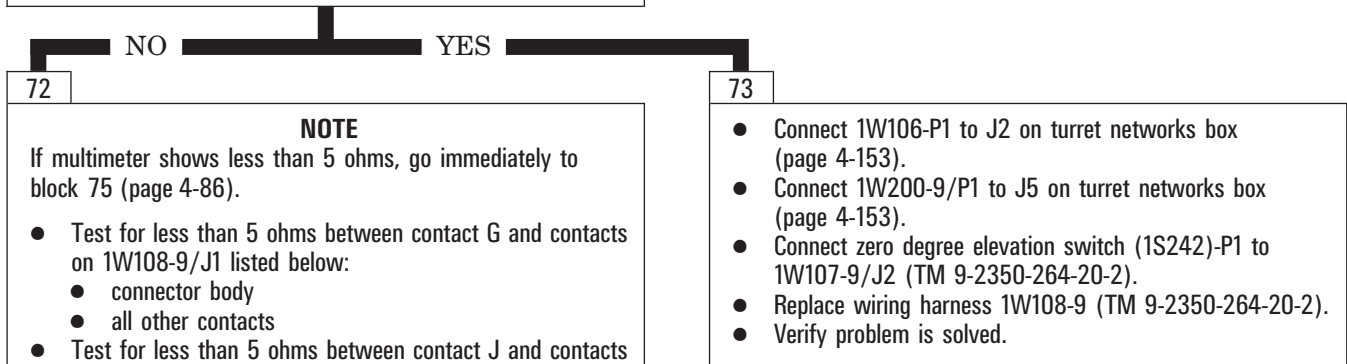 NO YES
72
NOTE
If multimeter shows less than 5 ohms, go immediately to
block 75 (page 4-86).
● Test for less than 5 ohms between contact G and contacts
on 1W108-9/J1 listed below:
● connector body
● all other contacts
● Test for less than 5 ohms between contact J and contacts
73
● Connect 1W106-P1 to J2 on turret networks box
(page 4-153).
● Connect 1W200-9/P1 to J5 on turret networks box
(page 4-153).
● Connect zero degree elevation switch (1S242)-P1 to
1W107-9/J2 (TM 9-2350-264-20-2).
● Replace wiring harness 1W108-9 (TM 9-2350-264-20-2).
● Verify problem is solved.